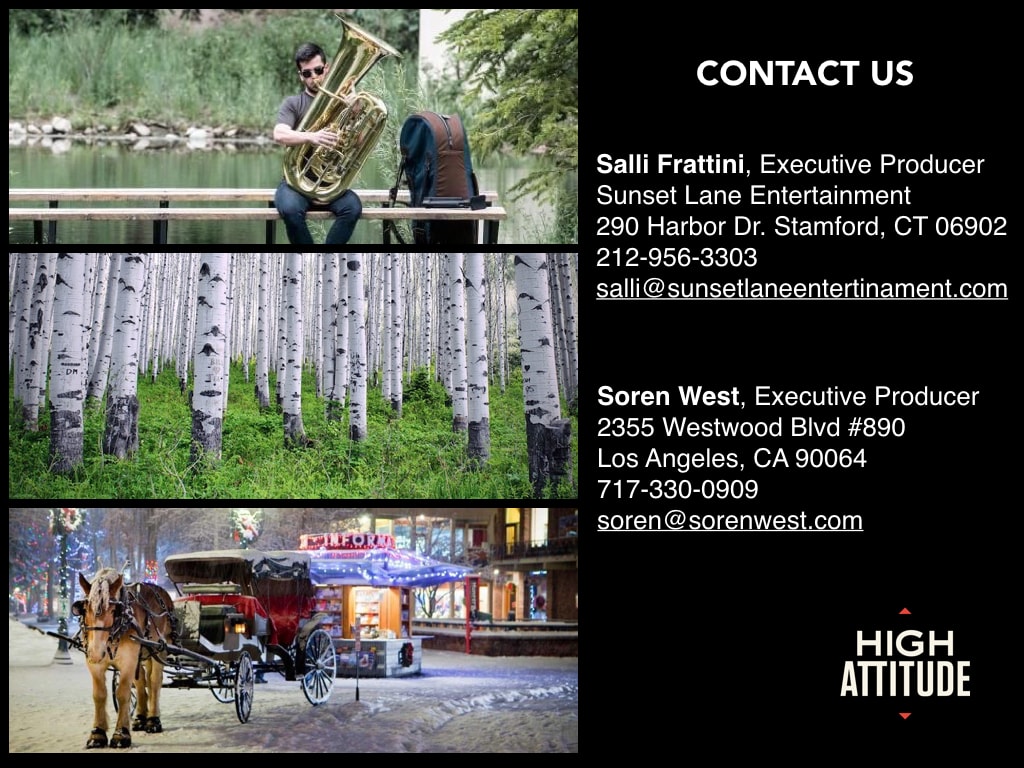 CONTACT US
Salli Frattini, Executive Producer
Sunset Lane Entertainment
290 Harbor Dr. Stamford, CT 06902
212-956-3303
salli@sunsetlaneentertinament.com
Soren West, Executive Producer
2355 Westwood Blvd #890
Los Angeles, CA 90064
717-330-0909
soren@sorenwest.com
DM
INFORM
HIGH
ATTITUDE